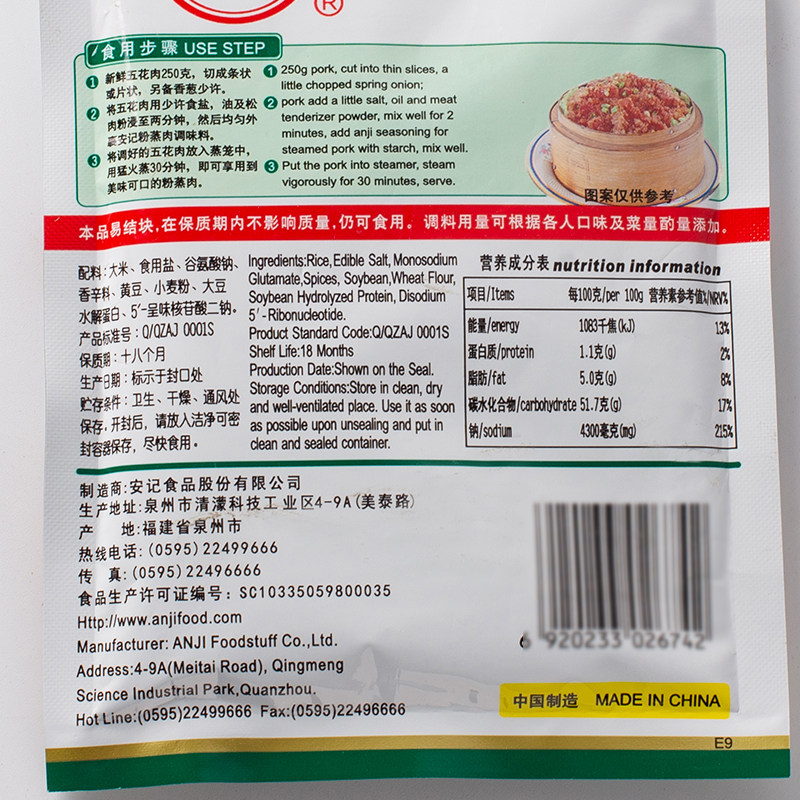 ®
食用步骤 USE STEP
1 新鲜五花肉250克，切成条状
或片状，另备香葱少许。
2 将五花肉用少许食盐，油及松
肉粉浸至两分钟，然后均匀外
裹安记粉蒸肉调味料。
3 将调好的五花肉放入蒸笼中，
用猛火蒸30分钟，即可享用到
美味可口的粉蒸肉。
1 250g pork, cut into thin slices, a
little chopped spring onion;
2 pork add a little salt, oil and meat
tenderizer powder, mix well for 2
minutes, add anji seasoning for
steamed pork with starch, mix well.
3 Put the pork into steamer, steam
vigorously for 30 minutes, serve.
图案仅供参考
本品易结块，在保质期内不影响质量，仍可食用。调料用量可根据各人口味及菜量酌量添加。
配料：大米、食用盐、谷氨酸钠、
香辛料、黄豆、小麦粉、大豆
水解蛋白、5′-呈味核苷酸二钠。
产品标准号：Q/QZAJ 0001S
保质期：十八个月
生产日期：标示于封口处
贮存条件：卫生、干燥、通风处
保存。开封后，请放入洁净可密
封容器保存，尽快食用。
Ingredients:Rice,Edible Salt, Monosodium
Glutamate,Spices, Soybean,Wheat Flour,
Soybean Hydrolyzed Protein, Disodium
5′-Ribonucleotide.
Product Standard Code:Q/QZAJ 0001S
Shelf Life:18 Months
Production Date:Shown on the Seal.
Storage Conditions:Store in clean, dry
and well-ventilated place. Use it as soon
as possible upon unsealing and put in
clean and sealed container.
营养成分表 nutrition information
项目/Items 每100克/per 100g 营养素参考值%/NRV%
能量/energy 1083千焦(kJ) 13%
蛋白质/protein 1.1克(g) 2%
脂肪/fat 5.0克(g) 8%
碳水化合物/carbohydrate 51.7克(g) 17%
钠/sodium 4300毫克(mg) 215%
制造商：安记食品股份有限公司
生产地址：泉州市清濛科技工业区4-9A(美泰路)
产 地：福建省泉州市
热线电话：(0595)22499666
传 真：(0595)22496666
食品生产许可证编号：SC10335059800035
Http://www.anjifood.com
Manufacturer: ANJI Foodstuff Co.,Ltd.
Address:4-9A(Meitai Road), Qingmeng
Science Industrial Park,Quanzhou.
Hot Line:(0595)22499666 Fax:(0595)22496666
6 920233 026742
中国制造 MADE IN CHINA
E9